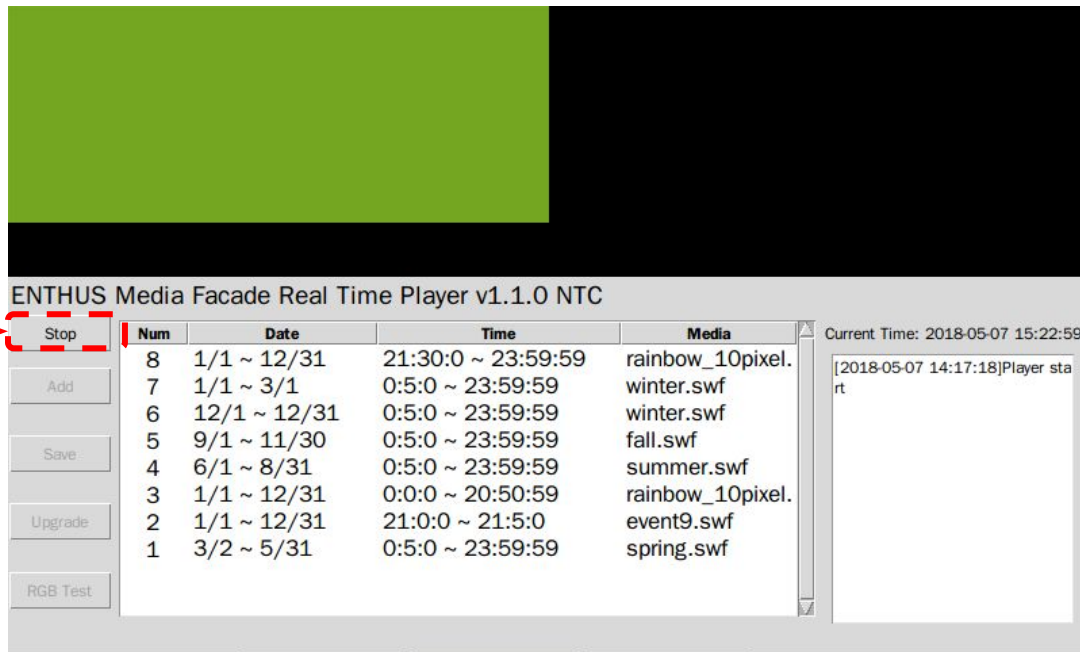 ENTHUS Media Facade Real Time Player v1.1.0 NTC
Stop
Add
Save
Upgrade
RGB Test
Num Date Time Media
8 1/1 ~ 12/31 21:30:0 ~ 23:59:59 rainbow_10pixel.
7 1/1 ~ 3/1 0:5:0 ~ 23:59:59 winter.swf
6 12/1 ~ 12/31 0:5:0 ~ 23:59:59 winter.swf
5 9/1 ~ 11/30 0:5:0 ~ 23:59:59 fall.swf
4 6/1 ~ 8/31 0:5:0 ~ 23:59:59 summer.swf
3 1/1 ~ 12/31 0:0:0 ~ 20:50:59 rainbow_10pixel.
2 1/1 ~ 12/31 21:0:0 ~ 21:5:0 event9.swf
1 3/2 ~ 5/31 0:5:0 ~ 23:59:59 spring.swf
Current Time: 2018-05-07 15:22:59
[2018-05-07 14:17:18]Player sta
rt